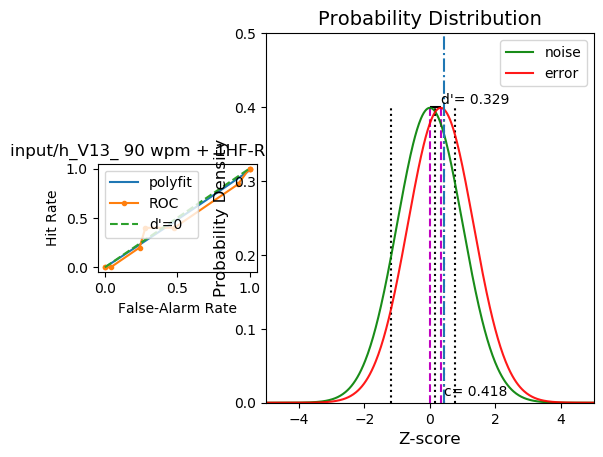 Probability Distribution
input/h_V13_ 90 wpm + LHF-R
Hit Rate
1.0
0.5
0.0
polyfit
ROC
d'=0
0.0
0.5
1.0
False-Alarm Rate
Probability Density
0.5
0.4
0.3
0.2
0.1
0.0
noise
error
d'= 0.329
c= 0.418
−4
−2
0
2
4
Z-score